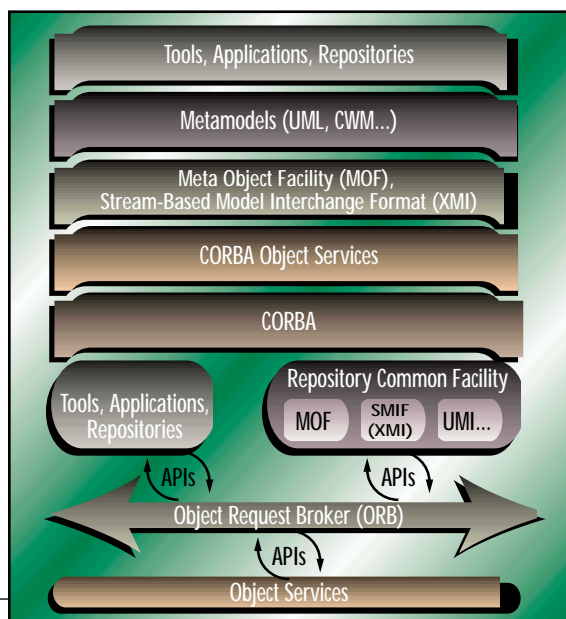 Tools, Applications, Repositories
Metamodels (UML, CWM...)
Meta Object Facility (MOF),
Stream-Based Model Interchange Format (XMI)
CORBA Object Services
CORBA
Tools, Applications,
Repositories
Repository Common Facility
MOF
SMIF
(XMI)
UMI...
APIs
APIs
Object Request Broker (ORB)
APIs
Object Services